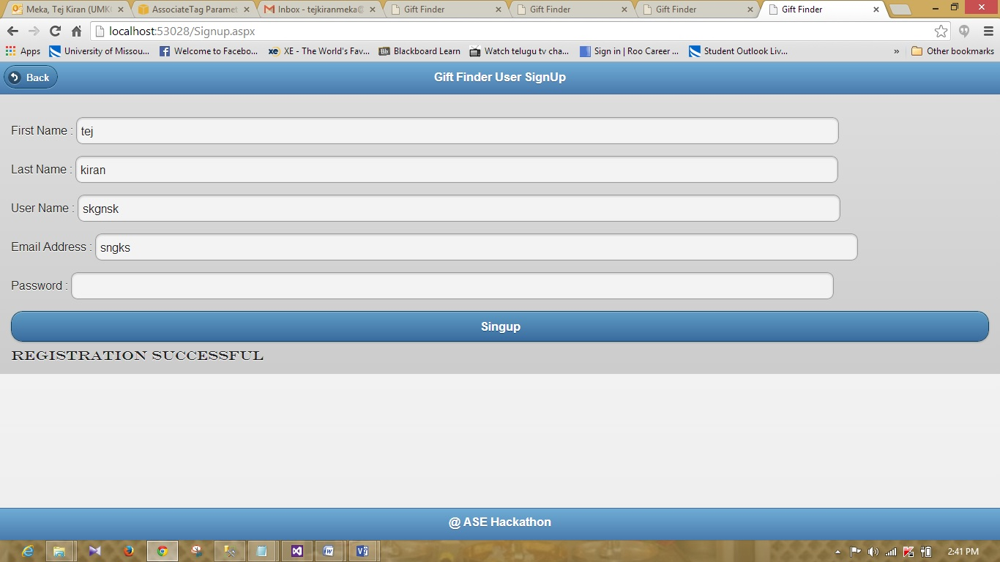 Meka, Tej Kiran (UMK
AssociateTag Paramet
Inbox - tejkiranmeka@
Gift Finder
Gift Finder
Gift Finder
Gift Finder
localhost:53028/Signup.aspx
Apps
University of Missou...
Welcome to Facebo...
XE - The World's Fav...
Blackboard Learn
Watch telugu tv cha...
Sign in | Roo Career ...
Student Outlook Liv...
» Other bookmarks
Back
Gift Finder User SignUp
First Name : tej
Last Name : kiran
User Name : skgnsk
Email Address : sngks
Password :
Singup
REGISTRATION SUCCESSFUL
@ ASE Hackathon
2:41 PM